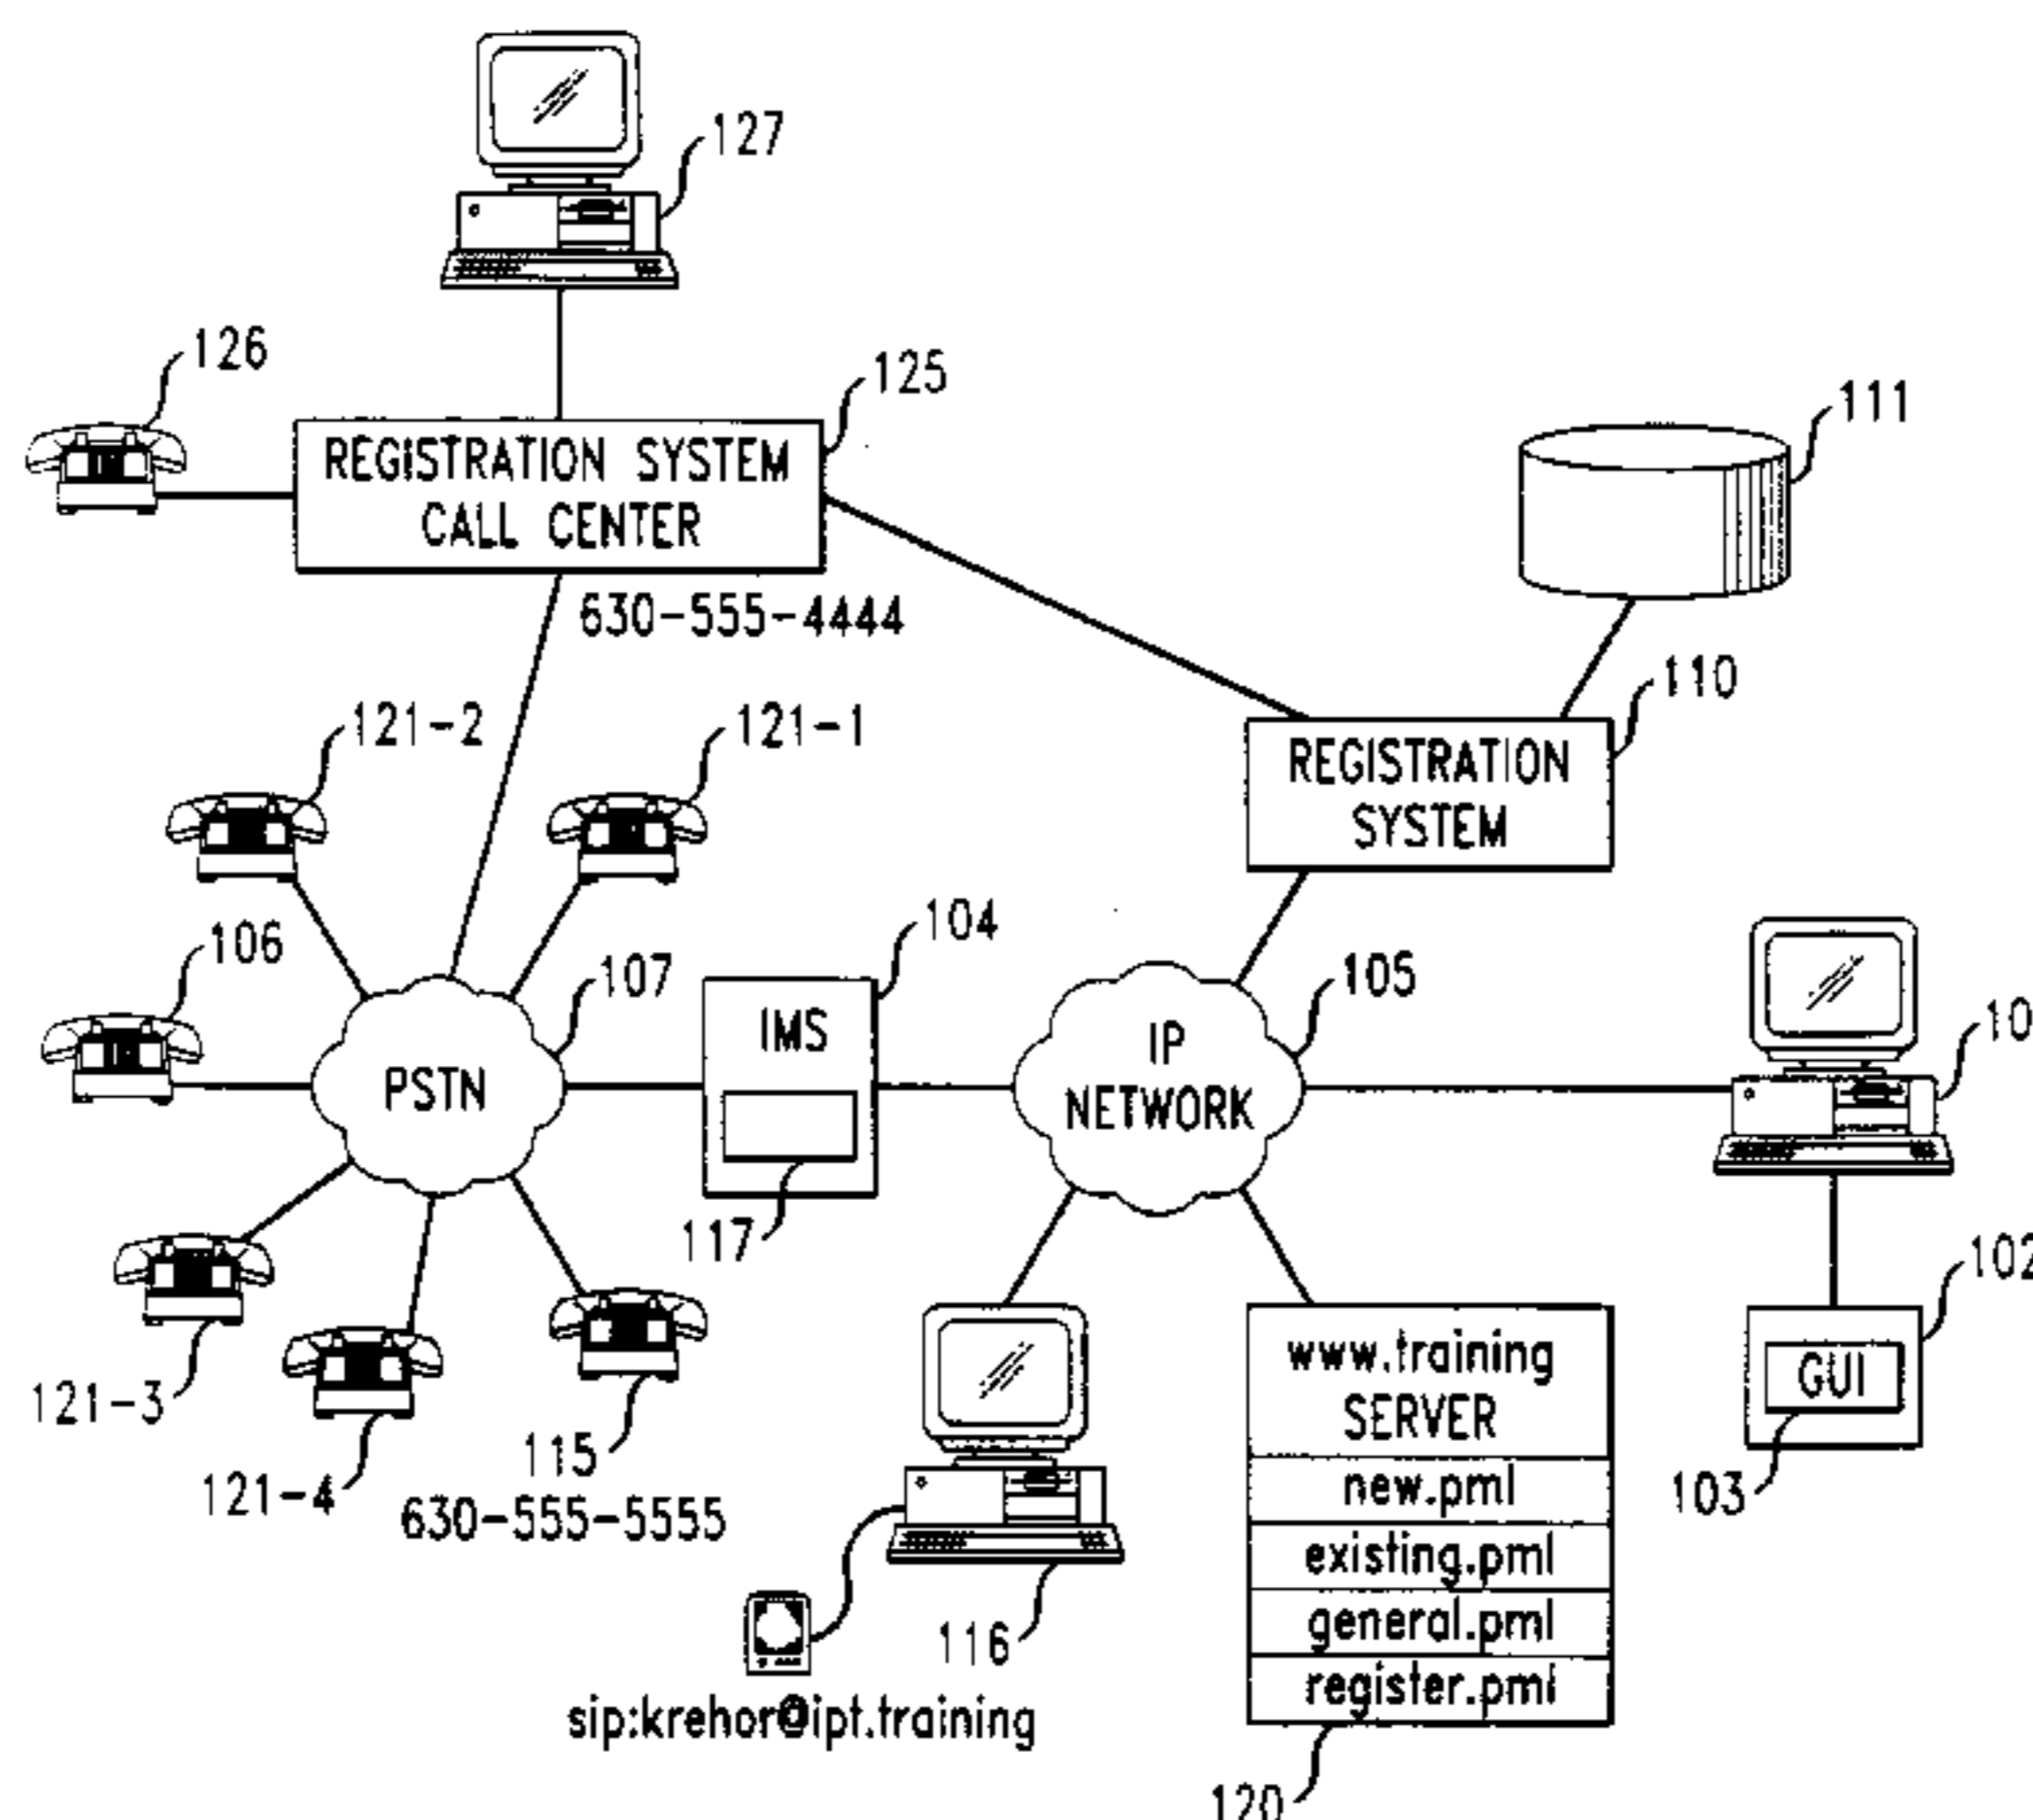 127
126
125
REGISTRATION SYSTEM
CALL CENTER
111
630-555-4444
110
121-2
121-1
REGISTRATION
SYSTEM
106
107
104
105
IMS
IP
NETWORK
PSTN
10
117
102
www.training
SERVER
GUI
121-3
121-4
115
630-555-5555
new.pml
existing.pml
general.pml
register.pml
103
116
sip:krehor@ipt.training
120